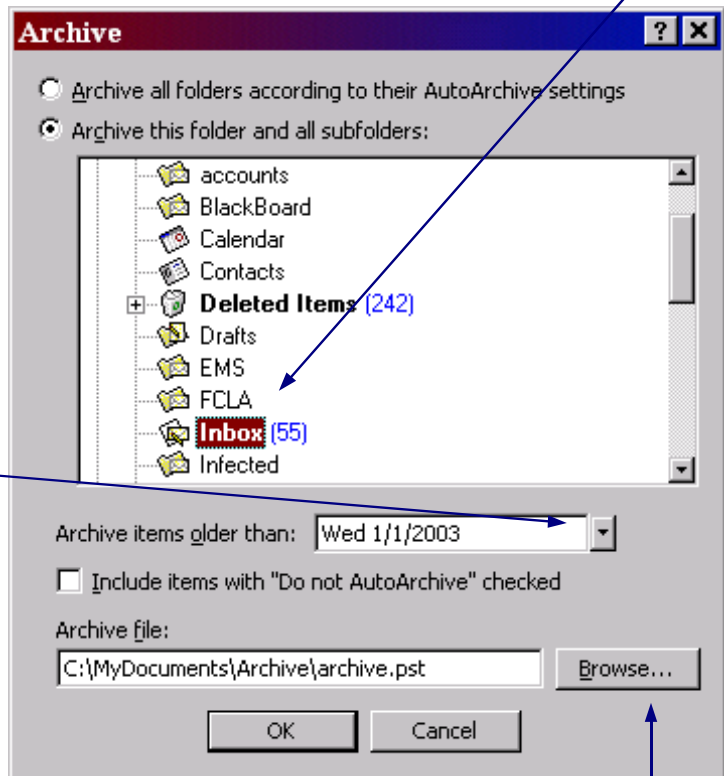 Archive
Archive all folders according to their AutoArchive settings
Archive this folder and all subfolders:
accounts
BlackBoard
Calendar
Contacts
Deleted Items (242)
Drafts
EMS
FCLA
Inbox (55)
Infected
Archive items older than: Wed 1/1/2003
Include items with "Do not AutoArchive" checked
Archive file:
C:\MyDocuments\Archive\archive.pst Browse...
OK Cancel